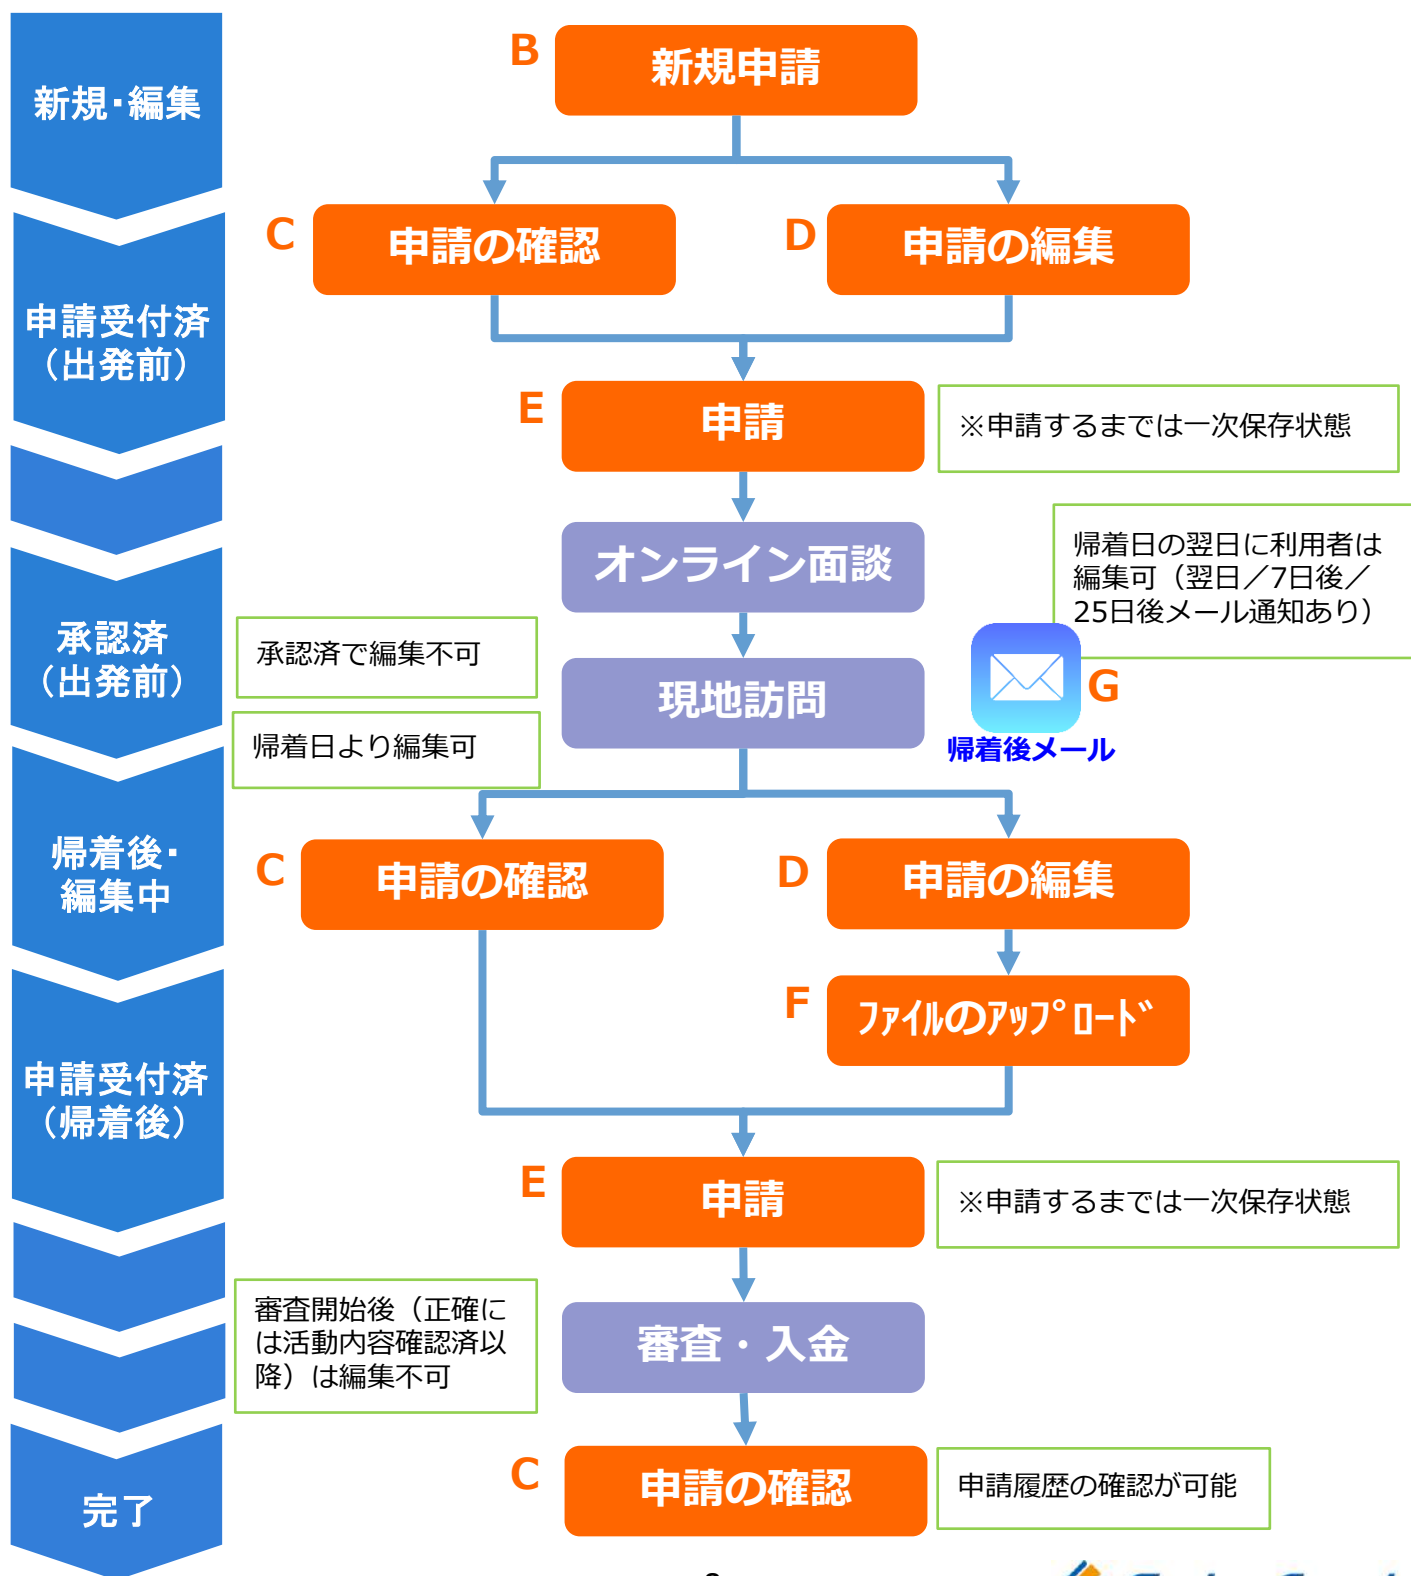 新規・編集
B
新規申請
C
申請の確認
D
申請の編集
申請受付済
（出発前）
E
申請
※申請するまでは一次保存状態
オンライン面談
帰着日の翌日に利用者は
編集可（翌日／7日後／
25日後メール通知あり）
承認済
（出発前）
承認済で編集不可
現地訪問
G
帰着後メール
帰着日より編集可
帰着後・
編集中
C
申請の確認
D
申請の編集
F
ﾌｧｲﾙのｱｯﾌﾟﾛｰﾄﾞ
申請受付済
（帰着後）
E
申請
※申請するまでは一次保存状態
審査開始後（正確に
は活動内容確認済以
降）は編集不可
審査・入金
C
申請の確認
申請履歴の確認が可能
完了